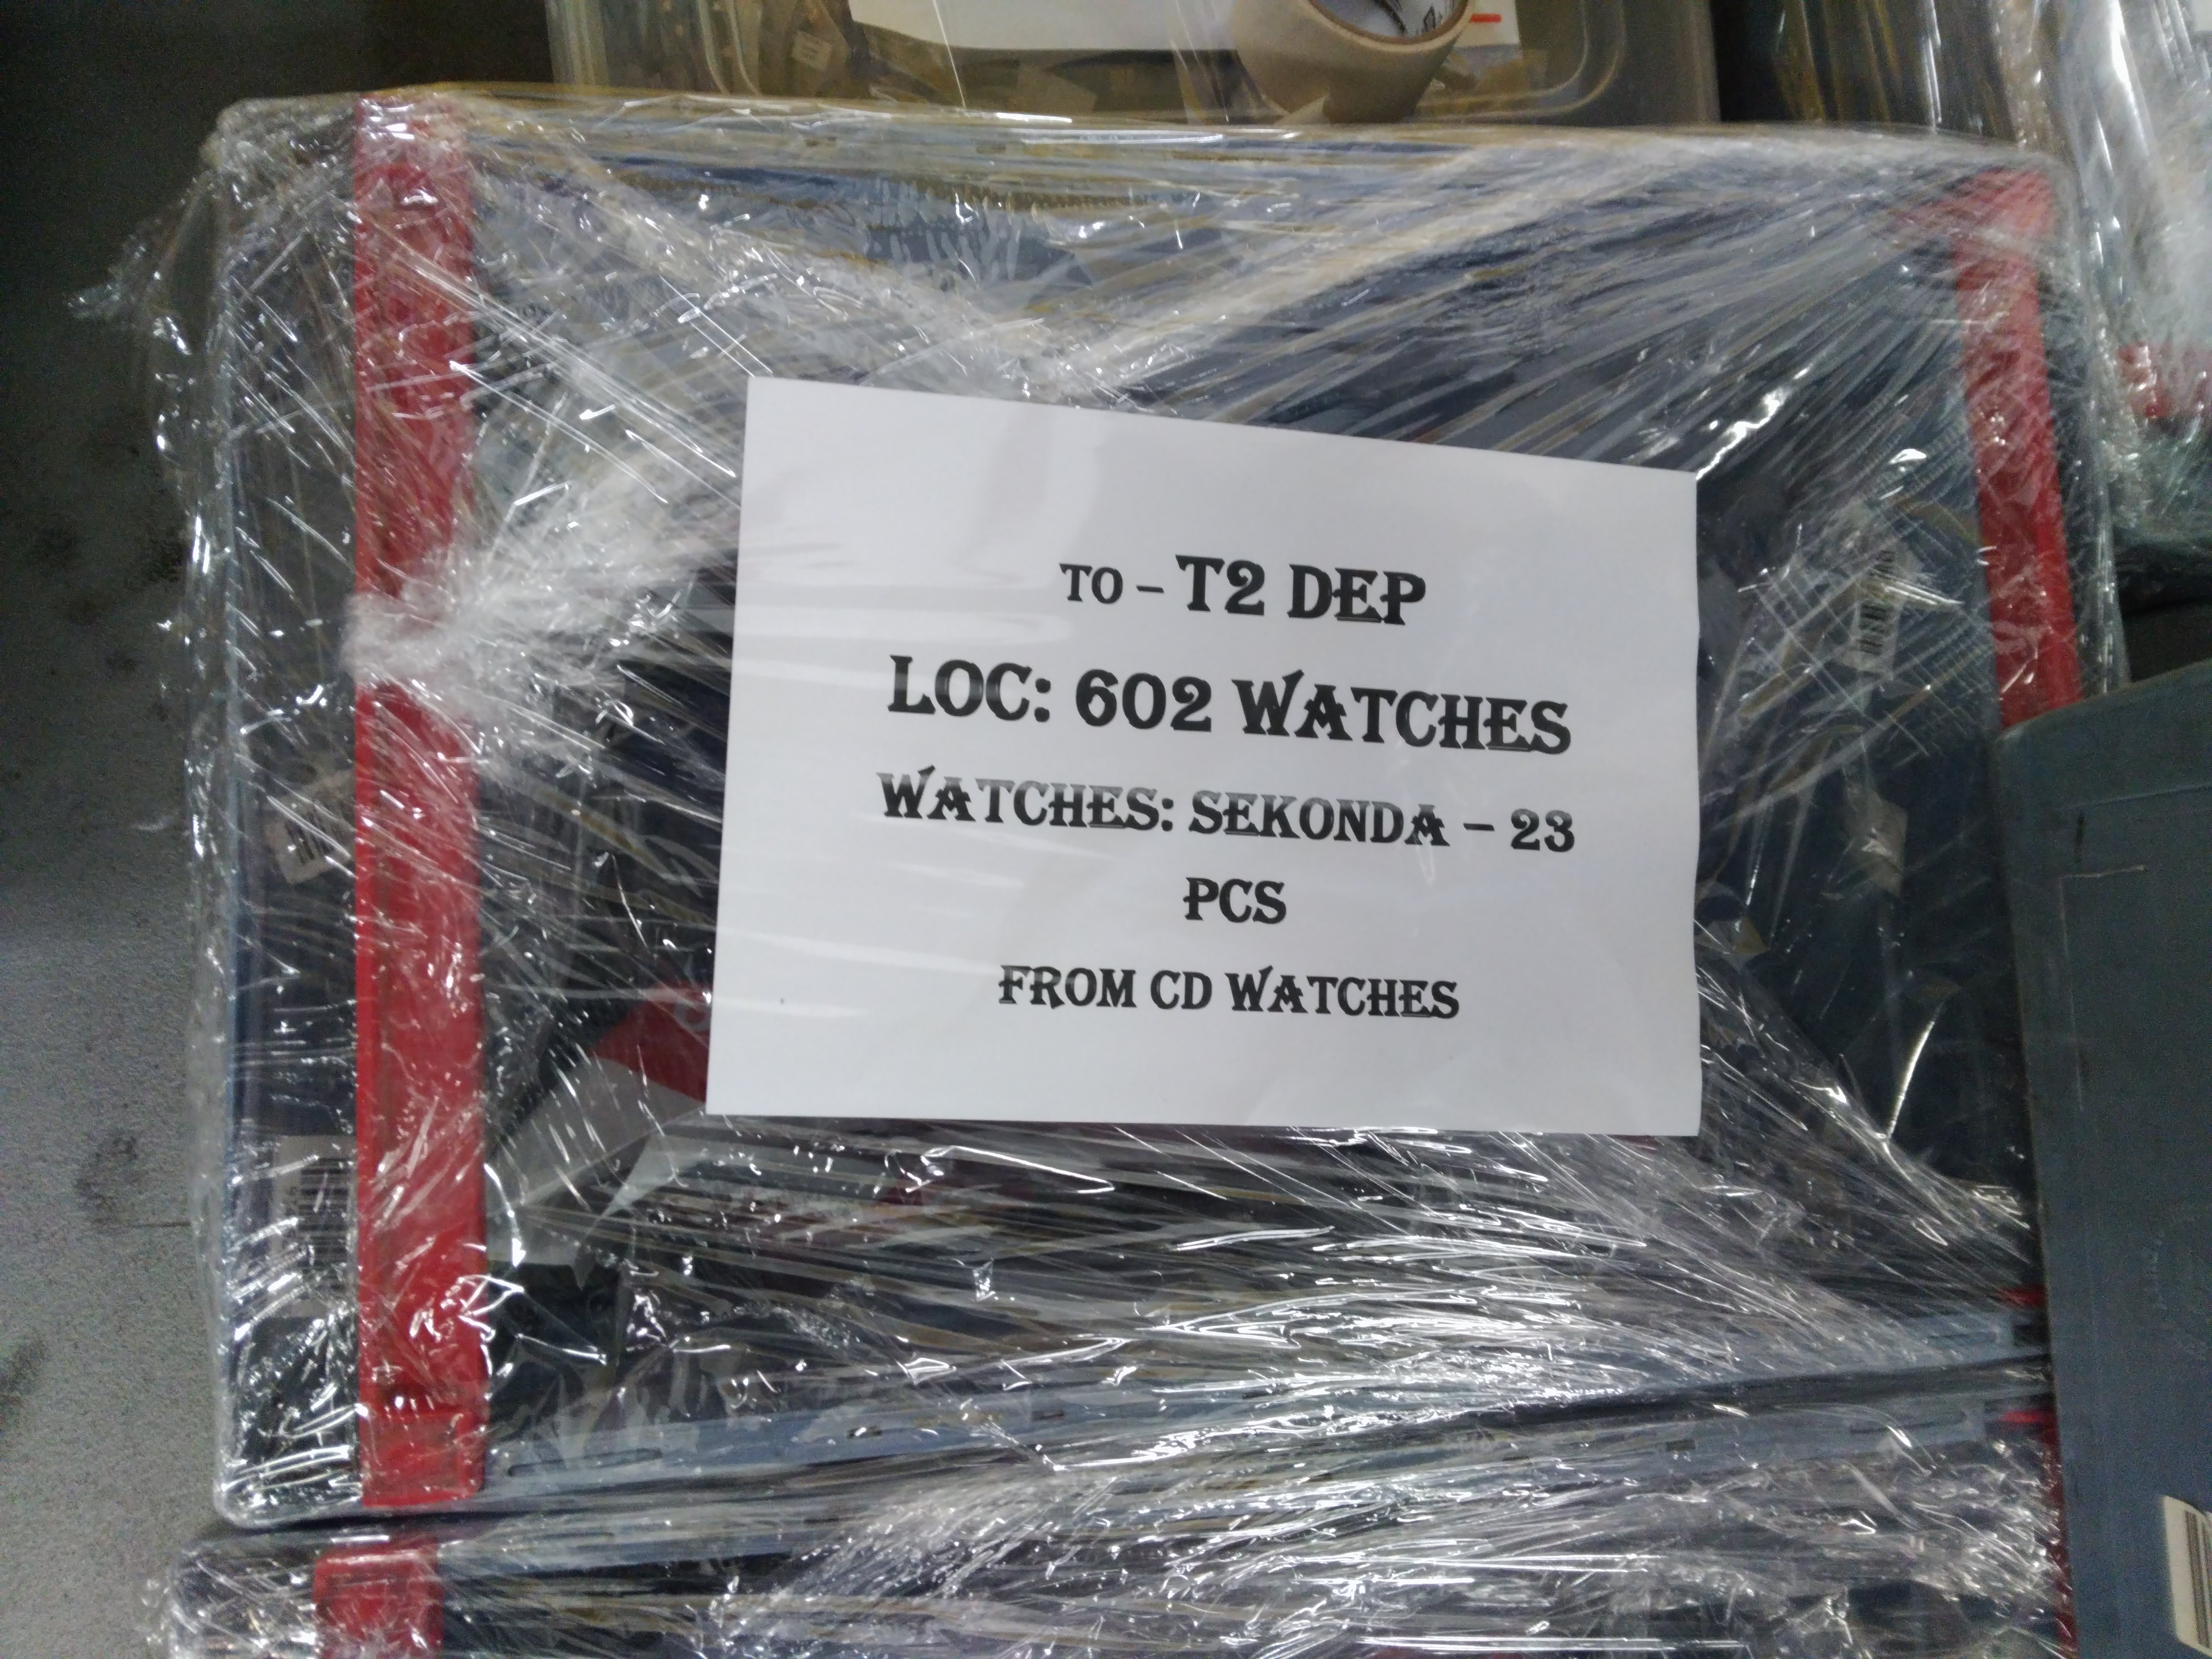 TO – T2 DEP
LOC: 602 WATCHES
WATCHES: SEKONDA – 23
PCS
FROM CD WATCHES